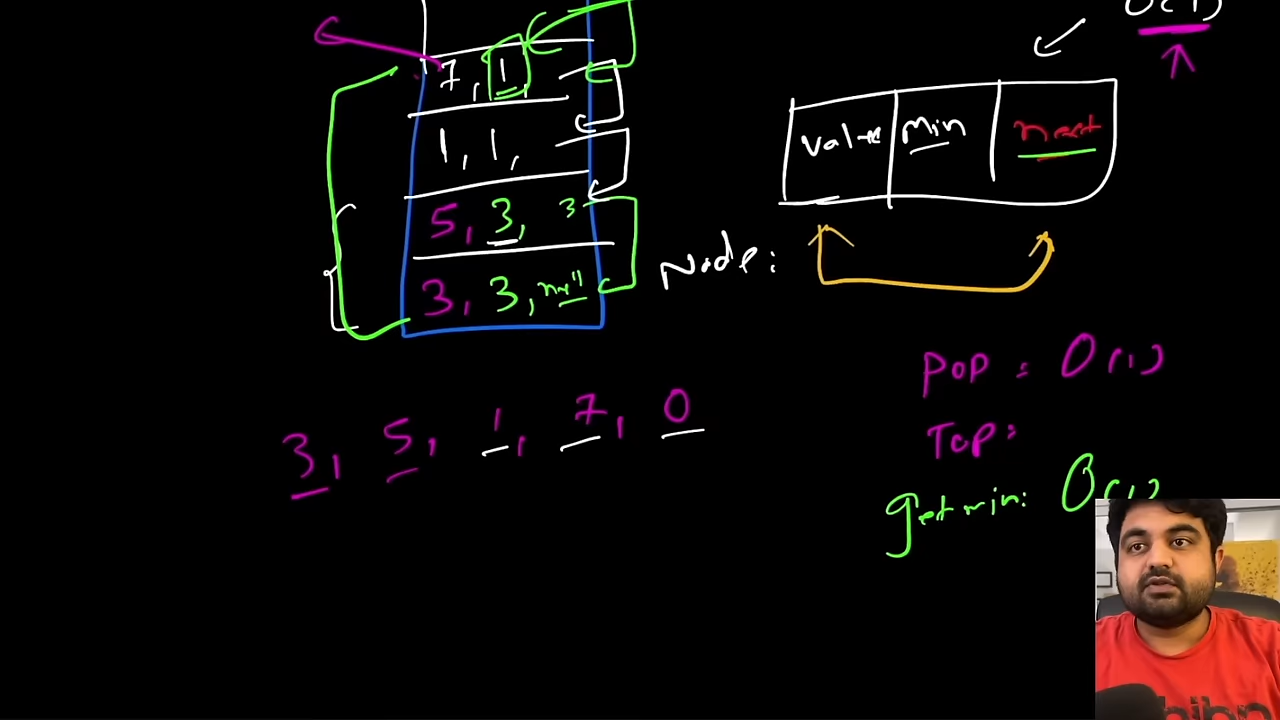 O(1)
7, 1,
1, 1,
value min next
5, 3, 3
Node:
3, 3, null
pop = O(1)
3, 5, 1, 7, 0
Top:
getmin: O(1)